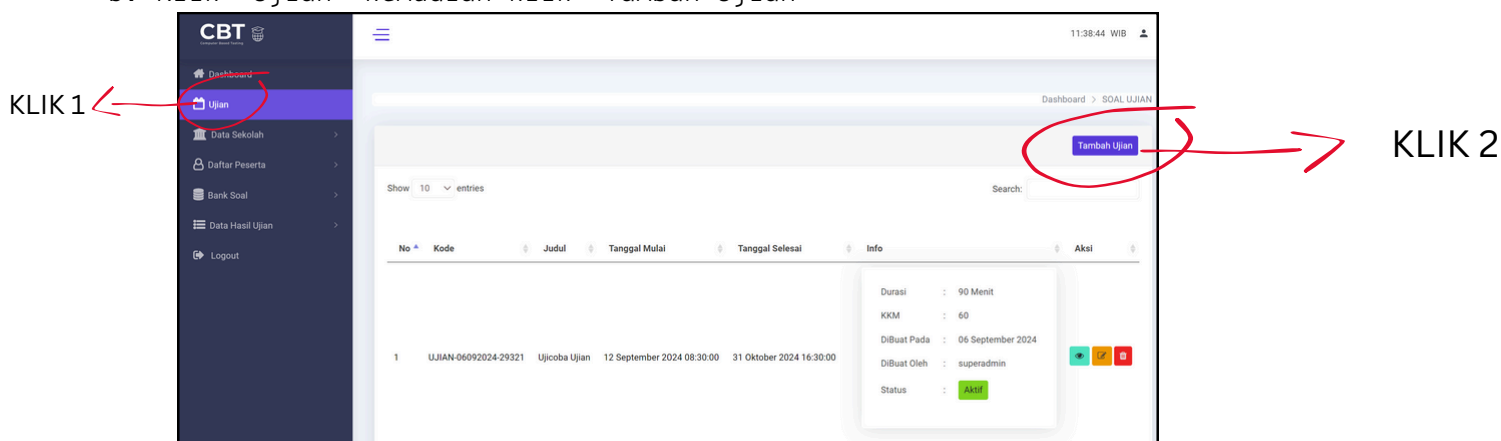 CBT
11:38:44 WIB
Dashboard
KLIK 1
Ujian
Dashboard > SOAL UJIAN
Data Sekolah
Tambah Ujian
KLIK 2
Daftar Peserta
Show 10 entries
Search:
Bank Soal
Data Hasil Ujian
Logout
No Kode Judul Tanggal Mulai Tanggal Selesai Info Aksi
Durasi : 90 Menit
KKM : 60
DiBuat Pada : 06 September 2024
1 UJIAN-06092024-29321 Ujicoba Ujian 12 September 2024 08:30:00 31 Oktober 2024 16:30:00
DiBuat Oleh : superadmin
Status : Aktif